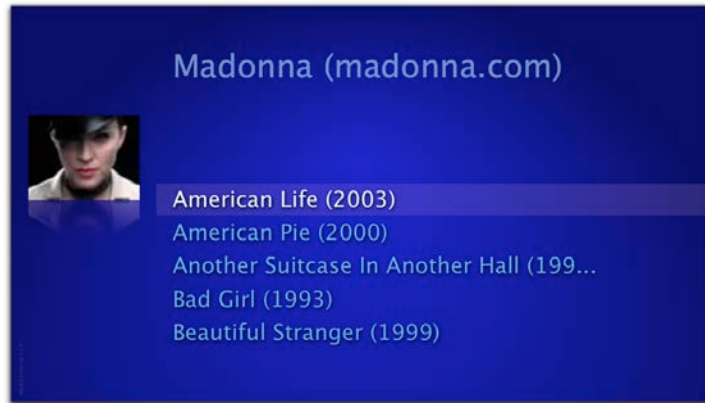 Madonna (madonna.com)
American Life (2003)
American Pie (2000)
Another Suitcase In Another Hall (199...
Bad Girl (1993)
Beautiful Stranger (1999)